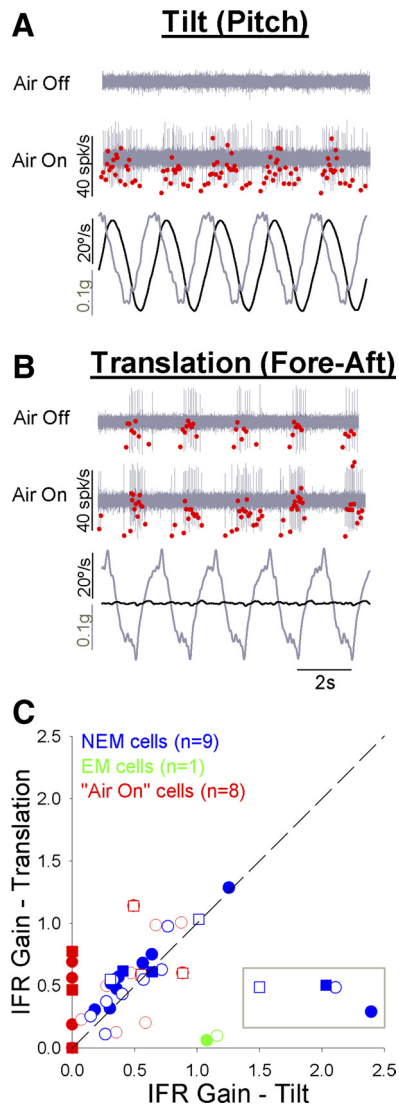 A
Tilt (Pitch)
Air Off
Air On
40 spk/s
20°/s
0.1g
B
Translation (Fore-Aft)
Air Off
Air On
40 spk/s
20°/s
0.1g
2s
C
NEM cells (n=9)
EM cells (n=1)
"Air On" cells (n=8)
IFR Gain - Translation
2.5
2.0
1.5
1.0
0.5
0.0
0.0 0.5 1.0 1.5 2.0 2.5
IFR Gain - Tilt